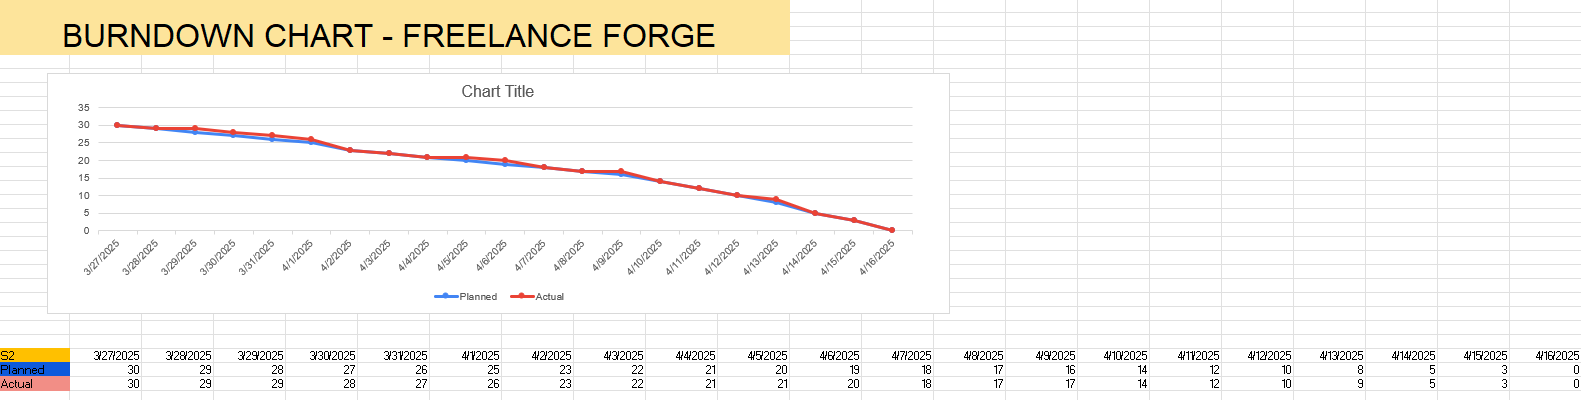 BURNDOWN CHART - FREELANCE FORGE
Chart Title
35
30
25
20
15
10
5
0
3/27/2025 3/28/2025 3/29/2025 3/30/2025 3/31/2025 4/1/2025 4/2/2025 4/3/2025 4/4/2025 4/5/2025 4/6/2025 4/7/2025 4/8/2025 4/9/2025 4/10/2025 4/11/2025 4/12/2025 4/13/2025 4/14/2025 4/15/2025 4/16/2025
Planned Actual
S2 3/27/2025 3/28/2025 3/29/2025 3/30/2025 3/31/2025 4/1/2025 4/2/2025 4/3/2025 4/4/2025 4/5/2025 4/6/2025 4/7/2025 4/8/2025 4/9/2025 4/10/2025 4/11/2025 4/12/2025 4/13/2025 4/14/2025 4/15/2025 4/16/2025
Planned 30 29 28 27 26 25 23 22 21 20 19 18 17 16 14 12 10 8 5 3 0
Actual 30 29 29 28 27 26 23 22 21 21 20 18 17 17 14 12 10 9 5 3 0